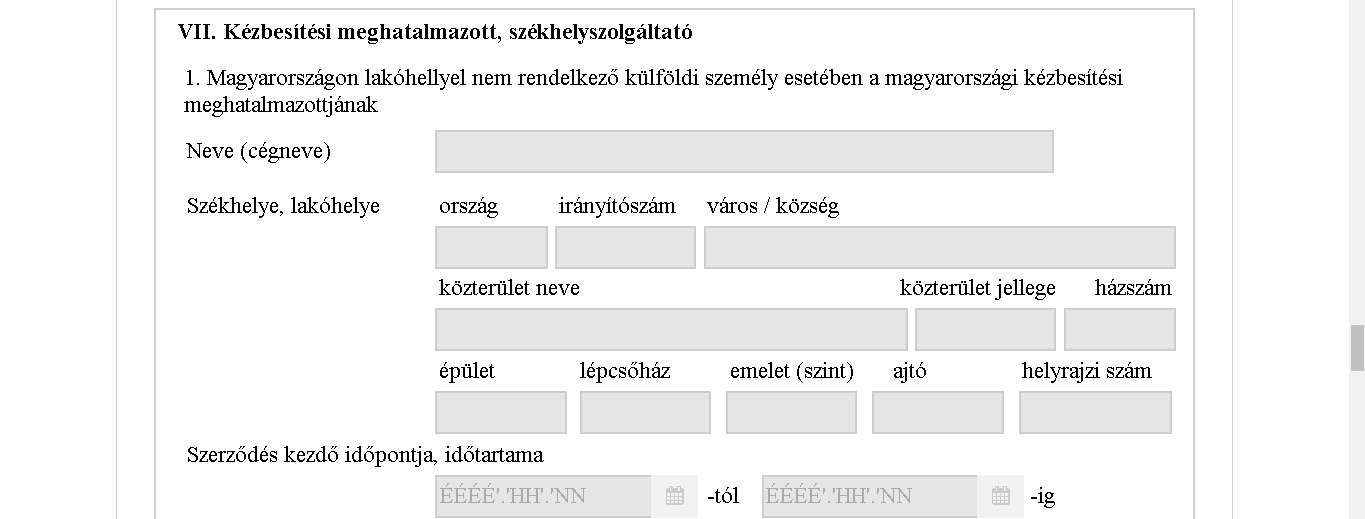 VII. Kézbesítési meghatalmazott, székhelyszolgáltató
1. Magyarországon lakóhellyel nem rendelkező külföldi személy esetében a magyarországi kézbesítési
meghatalmazottjának
Neve (cégneve)
Székhelye, lakóhelye ország irányítószám város / község
közterület neve közterület jellege házszám
épület lépcsőház emelet (szint) ajtó helyrajzi szám
Szerződés kezdő időpontja, időtartama
ÉÉÉÉ'.'HH'.'NN -tól ÉÉÉÉ'.'HH'.'NN -ig